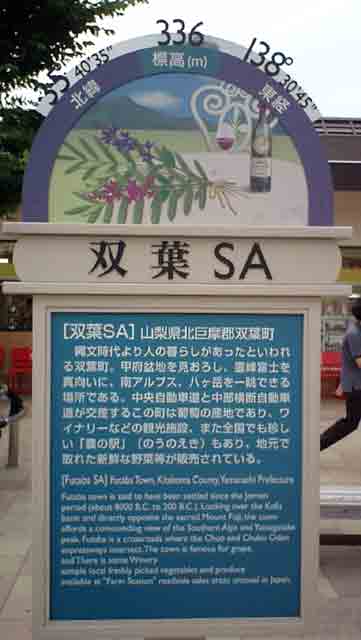 336
標高(m)
35°40'35"
北緯
138°30'45"
東経
双葉 SA
[双葉SA] 山梨県北巨摩郡双葉町
縄文時代より人の暮らしがあったといわれ
る双葉町。甲府盆地を見おろし、霊峰富士を
真向いに、南アルプス、八ヶ岳を一眺できる
場所である。中央自動車道と中部横断自動車
道が交差するこの町は葡萄の産地であり、ワ
イナリーなどの観光施設、また全国でも珍し
い「農の駅」(のうのえき)もあり、地元で
取れた新鮮な野菜等が販売されている。
[Futaba SA] Futaba Town, Kitakoma County, Yamanashi Prefecture
Futaba town is said to have been settled since the Jomon
period (about 8000 B.C. to 200 B.C.). Looking over the Kofu
basin and directly opposite the sacred Mount Fuji, the town
affords a commanding view of the Southern Alps and Yatsugatake
peak. Futaba is a crossroads where the Chuo and Chubu Odan
expressways intersect. The town is famous for grape,
and There is some Winery
sample local freshly picked vegetables and produce
available at "Farm Station" roadside sales areas unusual in Japan.